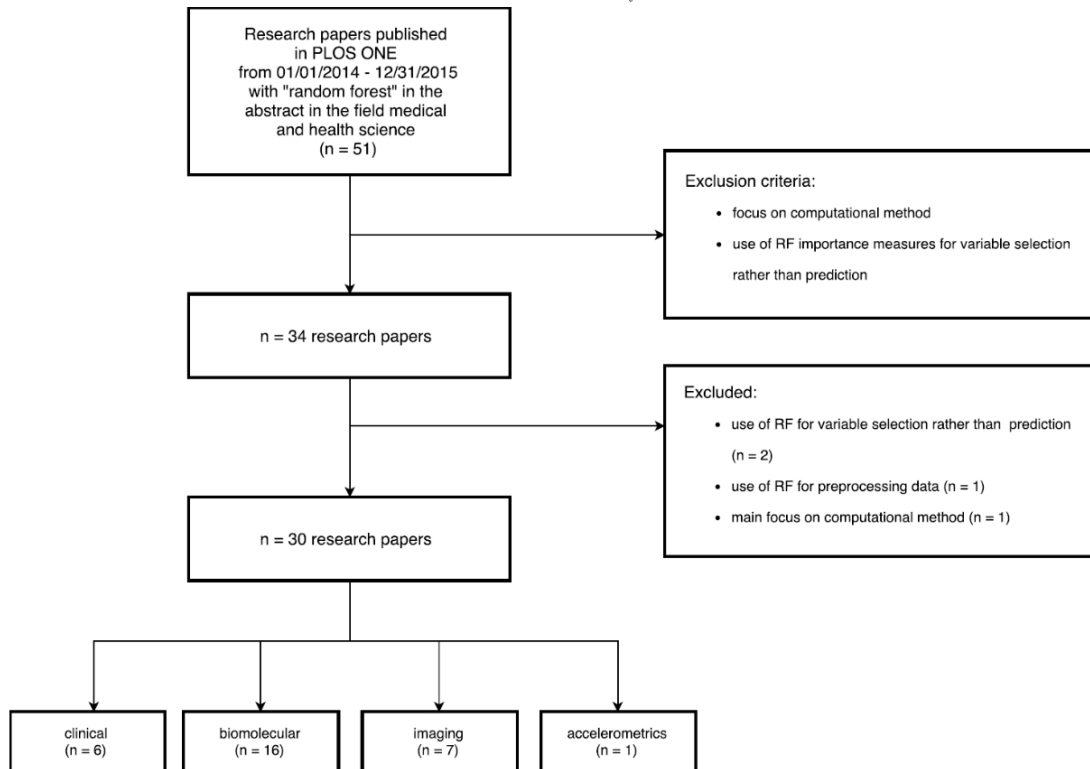 Research papers published
in PLOS ONE
from 01/01/2014 - 12/31/2015
with "random forest" in the
abstract in the field medical
and health science
(n = 51)
Exclusion criteria:
• focus on computational method
• use of RF importance measures for variable selection
rather than prediction
n = 34 research papers
Excluded:
• use of RF for variable selection rather than prediction
(n = 2)
• use of RF for preprocessing data (n = 1)
• main focus on computational method (n = 1)
n = 30 research papers
clinical
(n = 6)
biomolecular
(n = 16)
imaging
(n = 7)
accelerometrics
(n = 1)